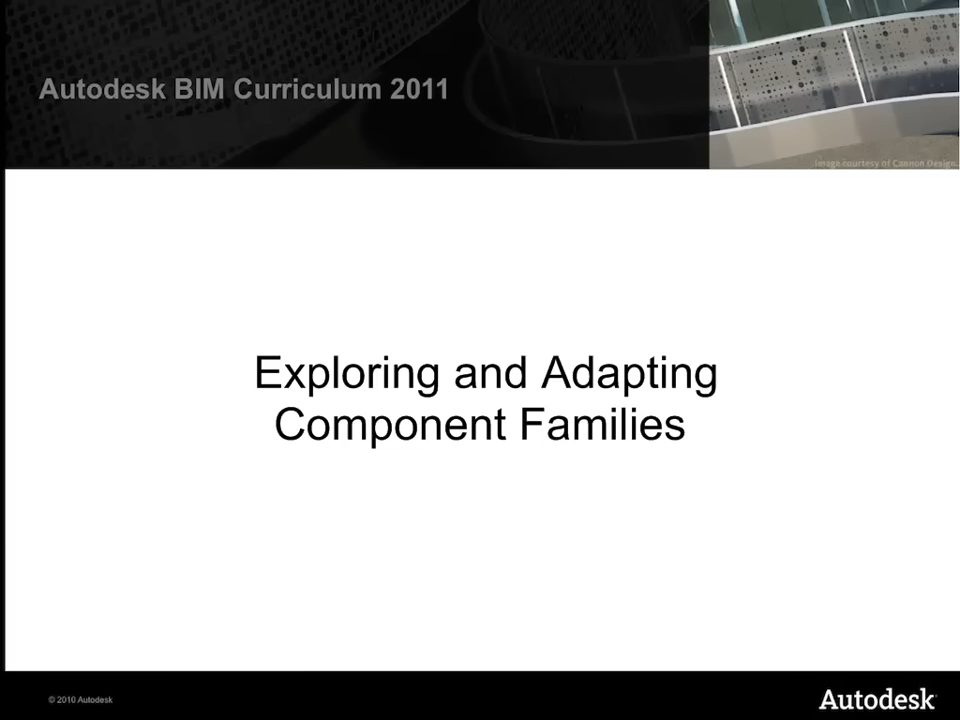 Autodesk BIM Curriculum 2011
Image courtesy of Cannon Design.
Exploring and Adapting
Component Families
© 2010 Autodesk
Autodesk